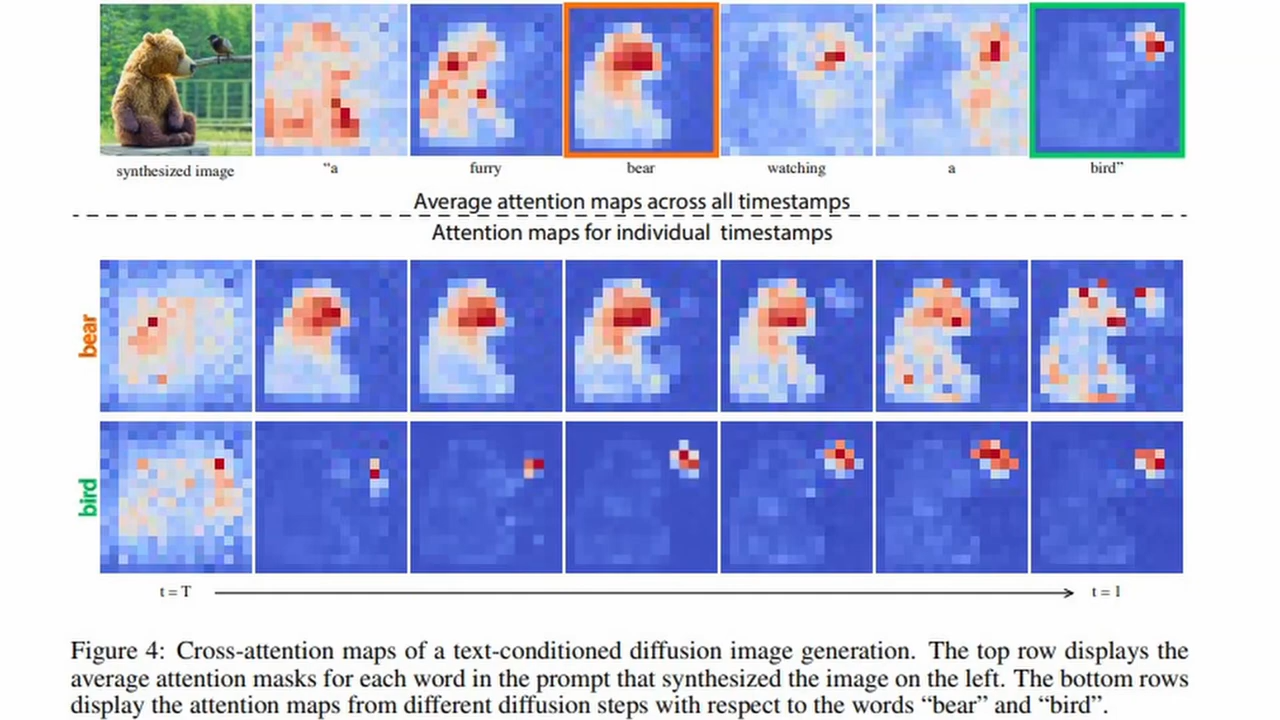 synthesized image
“a
furry
bear
watching
a
bird”
Average attention maps across all timestamps
Attention maps for individual timestamps
bear
bird
t = T
t = 1
Figure 4: Cross-attention maps of a text-conditioned diffusion image generation. The top row displays the
average attention masks for each word in the prompt that synthesized the image on the left. The bottom rows
display the attention maps from different diffusion steps with respect to the words “bear” and “bird”.